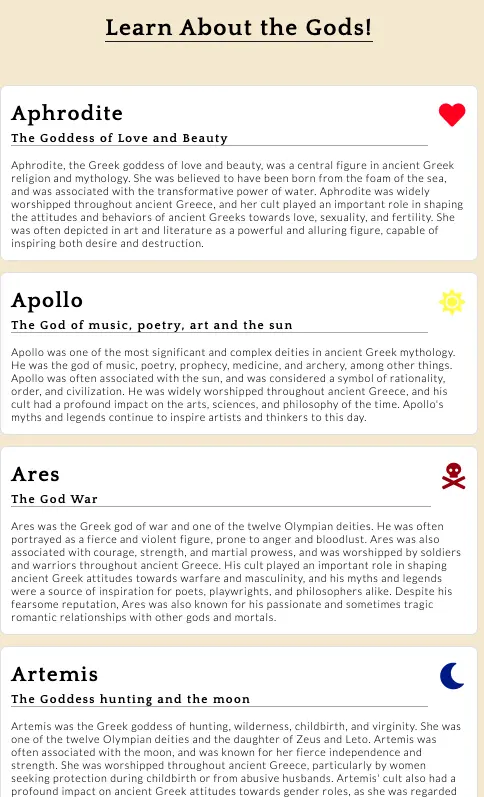 Learn About the Gods!
Aphrodite
The Goddess of Love and Beauty
Aphrodite, the Greek goddess of love and beauty, was a central figure in ancient Greek
religion and mythology. She was believed to have been born from the foam of the sea,
and was associated with the transformative power of water. Aphrodite was widely
worshipped throughout ancient Greece, and her cult played an important role in shaping
the attitudes and behaviors of ancient Greeks towards love, sexuality, and fertility. She
was often depicted in art and literature as a powerful and alluring figure, capable of
inspiring both desire and destruction.
Apollo
The God of music, poetry, art and the sun
Apollo was one of the most significant and complex deities in ancient Greek mythology.
He was the god of music, poetry, prophecy, medicine, and archery, among other things.
Apollo was often associated with the sun, and was considered a symbol of rationality,
order, and civilization. He was widely worshipped throughout ancient Greece, and his
cult had a profound impact on the arts, sciences, and philosophy of the time. Apollo's
myths and legends continue to inspire artists and thinkers to this day.
Ares
The God War
Ares was the Greek god of war and one of the twelve Olympian deities. He was often
portrayed as a fierce and violent figure, prone to anger and bloodlust. Ares was also
associated with courage, strength, and martial prowess, and was worshiped by soldiers
and warriors throughout ancient Greece. His cult played an important role in shaping
ancient Greek attitudes towards warfare and masculinity, and his myths and legends
were a source of inspiration for poets, playwrights, and philosophers alike. Despite his
fearsome reputation, Ares was also known for his passionate and sometimes tragic
romantic relationships with other gods and mortals.
Artemis
The Goddess hunting and the moon
Artemis was the Greek goddess of hunting, wilderness, childbirth, and virginity. She was
one of the twelve Olympian deities and the daughter of Zeus and Leto. Artemis was
often associated with the moon, and was known for her fierce independence and
strength. She was worshipped throughout ancient Greece, particularly by women
seeking protection during childbirth or from abusive husbands. Artemis' cult also had a
profound impact on ancient Greek attitudes towards gender roles, as she was regarded